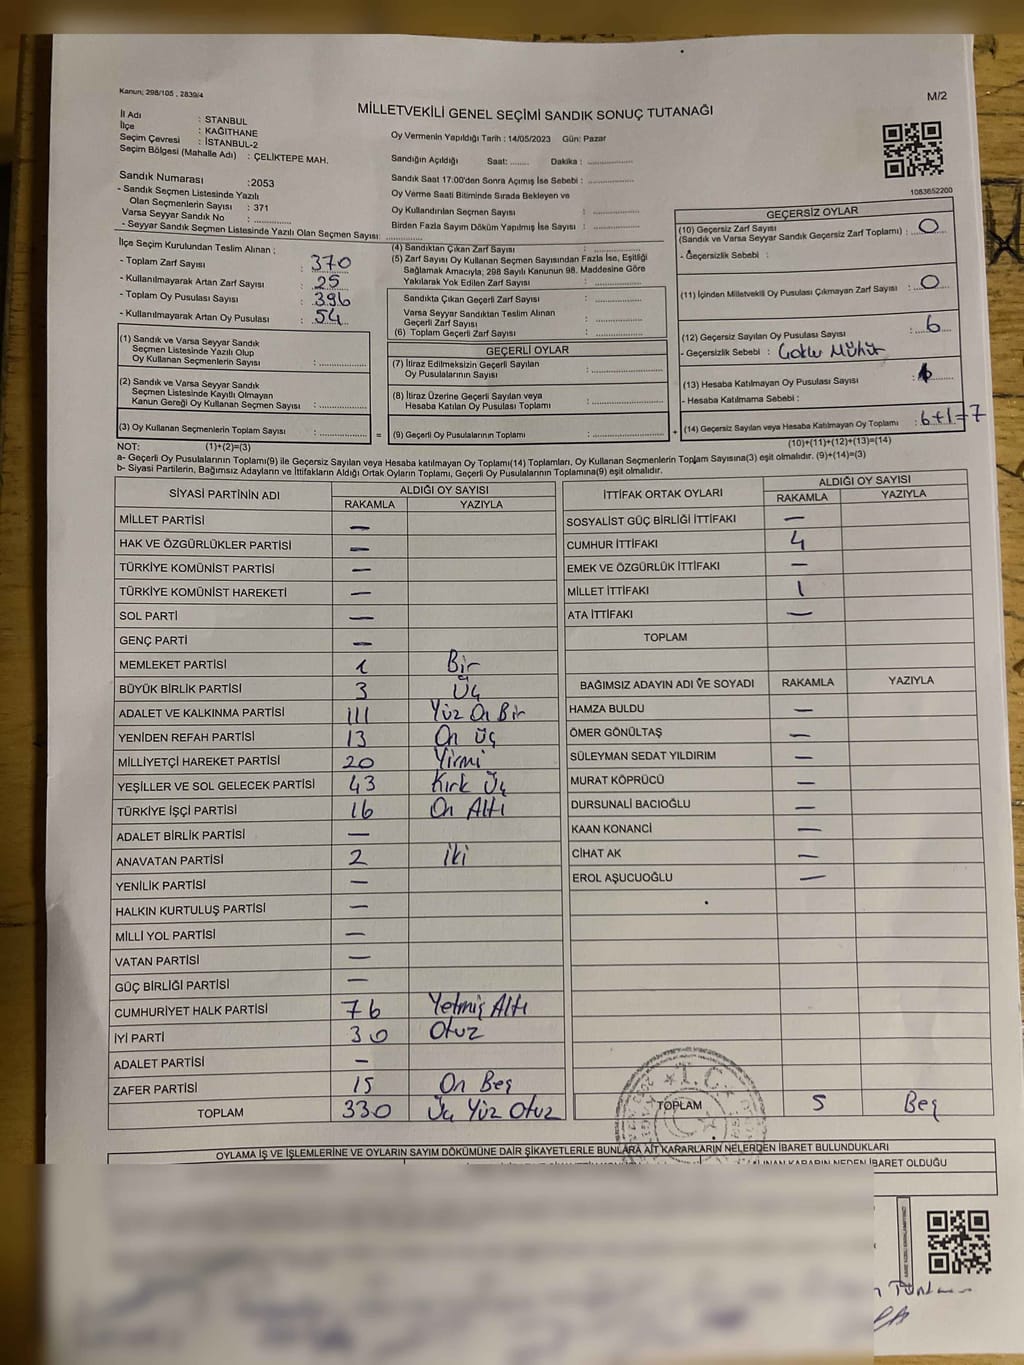 Kanun; 298/105 , 2839/4
MİLLETVEKİLİ GENEL SEÇİMİ SANDIK SONUÇ TUTANAĞI
M/2
İl Adı : STANBUL
İlçe : KAĞITHANE
Seçim Çevresi : İSTANBUL-2
Seçim Bölgesi (Mahalle Adı) : ÇELİKTEPE MAH.
Sandık Numarası :2053
- Sandık Seçmen Listesinde Yazılı
Olan Seçmenlerin Sayısı : 371
Varsa Seyyar Sandık No : ............
- Seyyar Sandık Seçmen Listesinde Yazılı Olan Seçmen Sayısı: ............
İlçe Seçim Kurulundan Teslim Alınan ;
- Toplam Zarf Sayısı : 370
- Kullanılmayarak Artan Zarf Sayısı : 25
- Toplam Oy Pusulası Sayısı : 396
- Kullanılmayarak Artan Oy Pusulası : 54
Oy Vermenin Yapıldığı Tarih : 14/05/2023 Gün: Pazar
Sandığın Açıldığı Saat: ....... Dakika : ...............
Sandık Saat 17:00'den Sonra Açımış İse Sebebi : ...............
Oy Verme Saati Bitiminde Sırada Bekleyen ve
Oy Kullandırılan Seçmen Sayısı : ...............
Birden Fazla Sayım Döküm Yapılmış İse Sayısı : ...............
(4) Sandıktan Çıkan Zarf Sayısı : ...............
(5) Zarf Sayısı Oy Kullanan Seçmen Sayısından Fazla İse, Eşitliği
Sağlamak Amacıyla; 298 Sayılı Kanunun 98. Maddesine Göre
Yakılarak Yok Edilen Zarf Sayısı : ...............
Sandıkta Çıkan Geçerli Zarf Sayısı : ...............
Varsa Seyyar Sandıktan Teslim Alınan
Geçerli Zarf Sayısı : ...............
(6) Toplam Geçerli Zarf Sayısı : ...............
1083652200
GEÇERSİZ OYLAR
(10) Geçersiz Zarf Sayısı
(Sandık ve Varsa Seyyar Sandık Geçersiz Zarf Toplamı) : 0
- Geçersizlik Sebebi :
(11) İçinden Milletvekil Oy Pusulası Çıkmayan Zarf Sayısı : 0
(12) Geçersiz Sayılan Oy Pusulası Sayısı : 6
- Geçersizlik Sebebi : Çoklu Mühür
(13) Hesaba Katılmayan Oy Pusulası Sayısı :
- Hesaba Katılmama Sebebi :
(14) Geçersiz Sayılan veya Hesaba Katılmayan Oy Toplamı : 6+1=7
(10)+(11)+(12)+(13)=(14)
(1) Sandık ve Varsa Seyyar Sandık
Seçmen Listesinde Yazılı Olup
Oy Kullanan Seçmenlerin Sayısı : ...............
(2) Sandık ve Varsa Seyyar Sandık
Seçmen Listesinde Kayıtlı Olmayan
Kanun Gereği Oy Kullanan Seçmen Sayısı : ...............
(3) Oy Kullanan Seçmenlerin Toplam Sayısı : ............... =
GEÇERLİ OYLAR
(7) İtiraz Edilmeksizin Geçerli Sayılan
Oy Pusulalarının Sayısı : ...............
(8) İtiraz Üzerine Geçerli Sayılan veya
Hesaba Katılan Oy Pusulası Toplamı : ...............
(9) Geçerli Oy Pusulalarının Toplamı : ............... +
NOT: (1)+(2)=(3)
a- Geçerli Oy Pusulalarının Toplamı(9) ile Geçersiz Sayılan veya Hesaba katılmayan Oy Toplamı(14) Toplamları, Oy Kullanan Seçmenlerin Toplam Sayısına(3) eşit olmalıdır. (9)+(14)=(3)
b- Siyasi Partilerin, Bağımsız Adayların ve İttifakların Aldığı Ortak Oyların Toplamı, Geçerli Oy Pusulalarının Toplamına(9) eşit olmalıdır.
SİYASİ PARTİNİN ADI ALDIĞI OY SAYISI
RAKAMLA YAZIYLA
MİLLET PARTİSİ —
HAK VE ÖZGÜRLÜKLER PARTİSİ —
TÜRKİYE KOMÜNİST PARTİSİ —
TÜRKİYE KOMÜNİST HAREKETİ —
SOL PARTİ —
GENÇ PARTİ —
MEMLEKET PARTİSİ 1 Bir
BÜYÜK BİRLİK PARTİSİ 3 Üç
ADALET VE KALKINMA PARTİSİ 111 Yüz On Bir
YENİDEN REFAH PARTİSİ 13 On Üç
MİLLİYETÇİ HAREKET PARTİSİ 20 Yirmi
YEŞİLLER VE SOL GELECEK PARTİSİ 43 Kırk Üç
TÜRKİYE İŞÇİ PARTİSİ 16 On Altı
ADALET BİRLİK PARTİSİ —
ANAVATAN PARTİSİ 2 İki
YENİLİK PARTİSİ —
HALKIN KURTULUŞ PARTİSİ —
MİLLİ YOL PARTİSİ —
VATAN PARTİSİ —
GÜÇ BİRLİĞİ PARTİSİ —
CUMHURİYET HALK PARTİSİ 76 Yetmiş Altı
İYİ PARTİ 30 Otuz
ADALET PARTİSİ —
ZAFER PARTİSİ 15 On Beş
TOPLAM 330 Üç Yüz Otuz
İTTİFAK ORTAK OYLARI ALDIĞI OY SAYISI
RAKAMLA YAZIYLA
SOSYALİST GÜÇ BİRLİĞİ İTTİFAKI —
CUMHUR İTTİFAKI 4
EMEK VE ÖZGÜRLÜK İTTİFAKI —
MİLLET İTTİFAKI 1
ATA İTTİFAKI —
TOPLAM
BAĞIMSIZ ADAYIN ADI VE SOYADI RAKAMLA YAZIYLA
HAMZA BULDU —
ÖMER GÖNÜLTAŞ —
SÜLEYMAN SEDAT YILDIRIM —
MURAT KÖPRÜCÜ —
DURSUNALİ BACIOĞLU —
KAAN KONANCİ —
CİHAT AK —
EROL AŞUCUOĞLU —
TOPLAM 5 Beş
T.C.
OYLAMA İŞ VE İŞLEMLERİNE VE OYLARIN SAYIM DÖKÜMÜNE DAİR ŞİKAYETLERLE BUNLARA AİT KARARLARIN NELERDEN İBARET BULUNDUKLARI
KARARIN NEDEN İBARET OLDUĞU